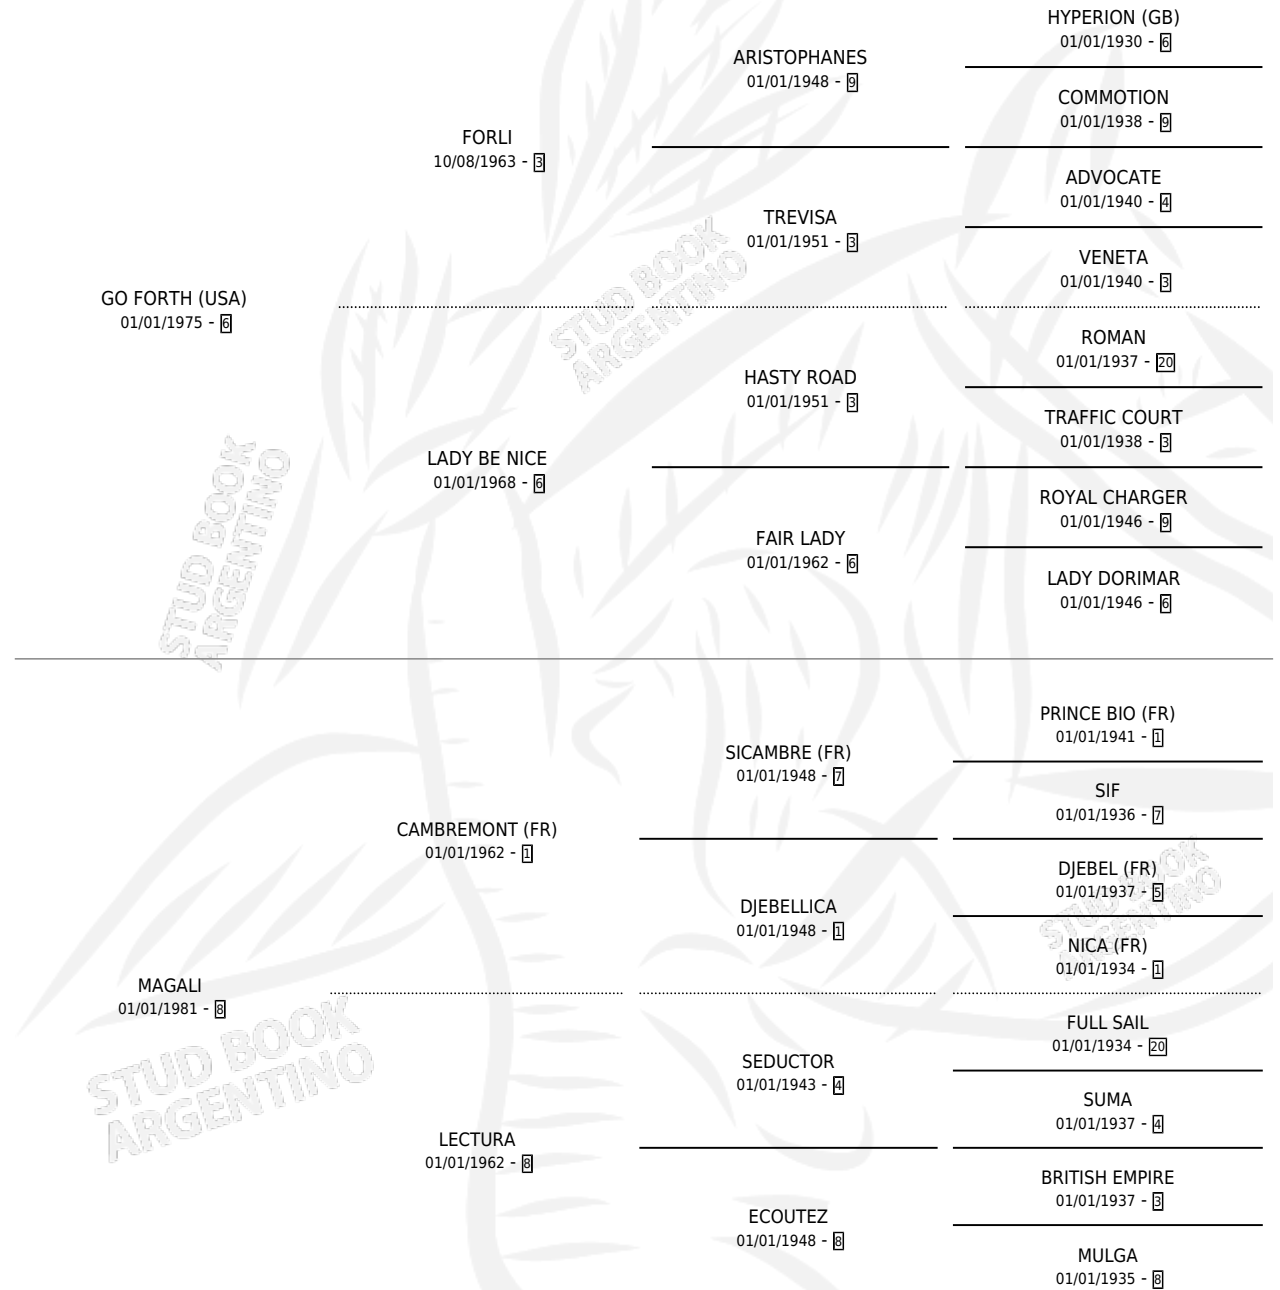 HYPERION (GB)
01/01/1930 - 6
ARISTOPHANES
01/01/1948 - 9
COMMOTION
01/01/1938 - 9
FORLI
10/08/1963 - 3
ADVOCATE
01/01/1940 - 4
TREVISA
01/01/1951 - 3
VENETA
01/01/1940 - 3
GO FORTH (USA)
01/01/1975 - 6
ROMAN
01/01/1937 - 20
HASTY ROAD
01/01/1951 - 3
TRAFFIC COURT
01/01/1938 - 3
LADY BE NICE
01/01/1968 - 6
ROYAL CHARGER
01/01/1946 - 9
FAIR LADY
01/01/1962 - 6
LADY DORIMAR
01/01/1946 - 6
PRINCE BIO (FR)
01/01/1941 - 1
SICAMBRE (FR)
01/01/1948 - 7
SIF
01/01/1936 - 7
CAMBREMONT (FR)
01/01/1962 - 1
DJEBEL (FR)
01/01/1937 - 5
DJEBELLICA
01/01/1948 - 1
NICA (FR)
01/01/1934 - 1
MAGALI
01/01/1981 - 8
FULL SAIL
01/01/1934 - 20
SEDUCTOR
01/01/1943 - 4
SUMA
01/01/1937 - 4
LECTURA
01/01/1962 - 8
BRITISH EMPIRE
01/01/1937 - 3
ECOUTEZ
01/01/1948 - 8
MULGA
01/01/1935 - 8
STUD BOOK
ARGENTINO
STUD BOOK
ARGENTINO
STUD BOOK
ARGENTINO
STUD BOOK
ARGENTINO